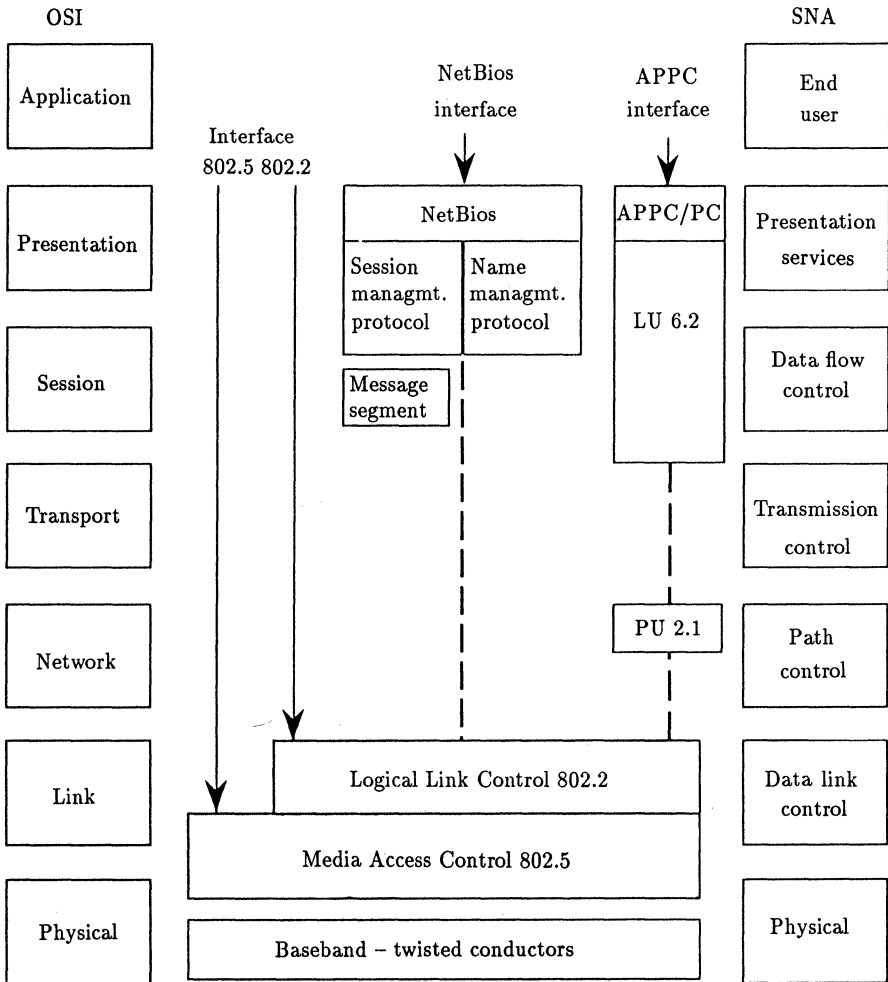 OSI
SNA
Application
NetBios
interface
APPC
interface
End
user
Interface
802.5 802.2
Presentation
NetBios
Session
managmt.
protocol
Name
managmt.
protocol
APPC/PC
LU 6.2
Presentation
services
Session
Message
segment
Data flow
control
Transport
Transmission
control
Network
PU 2.1
Path
control
Link
Logical Link Control 802.2
Media Access Control 802.5
Data link
control
Physical
Baseband – twisted conductors
Physical